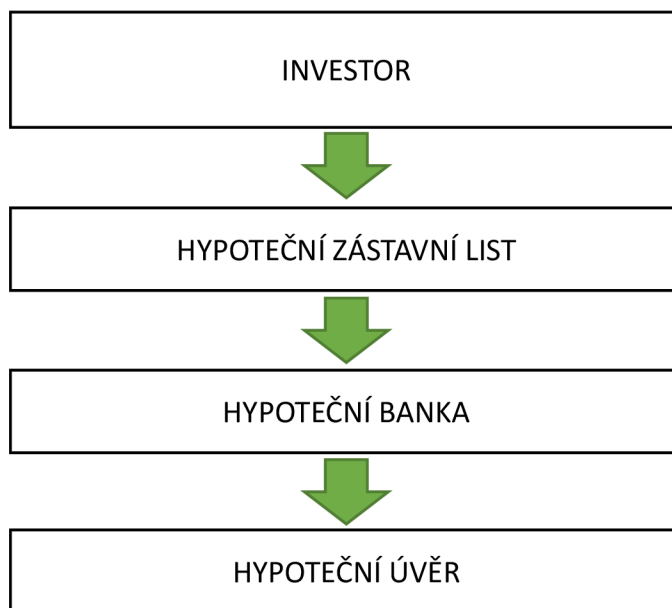 INVESTOR
HYPOTEČNÍ ZÁSTAVNÍ LIST
HYPOTEČNÍ BANKA
HYPOTEČNÍ ÚVĚR